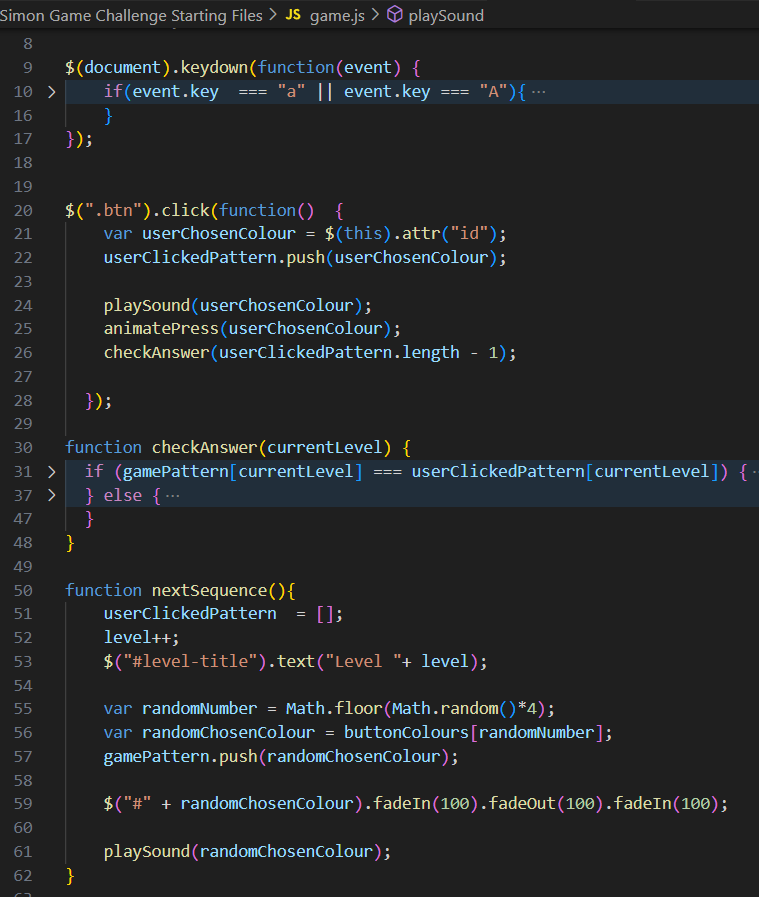 Simon Game Challenge Starting Files > JS game.js > playSound
8
9 $(document).keydown(function(event) {
10 > if(event.key  === "a" || event.key === "A"){ ···
16 }
17 });
18
19
20 $(".btn").click(function()  {
21 var userChosenColour = $(this).attr("id");
22 userClickedPattern.push(userChosenColour);
23
24 playSound(userChosenColour);
25 animatePress(userChosenColour);
26 checkAnswer(userClickedPattern.length - 1);
27
28 });
29
30 function checkAnswer(currentLevel) {
31 > if (gamePattern[currentLevel] === userClickedPattern[currentLevel]) { ··
37 > } else { ···
47 }
48 }
49
50 function nextSequence(){
51 userClickedPattern  = [];
52 level++;
53 $("#level-title").text("Level "+ level);
54
55 var randomNumber = Math.floor(Math.random()*4);
56 var randomChosenColour = buttonColours[randomNumber];
57 gamePattern.push(randomChosenColour);
58
59 $("#" + randomChosenColour).fadeIn(100).fadeOut(100).fadeIn(100);
60
61 playSound(randomChosenColour);
62 }